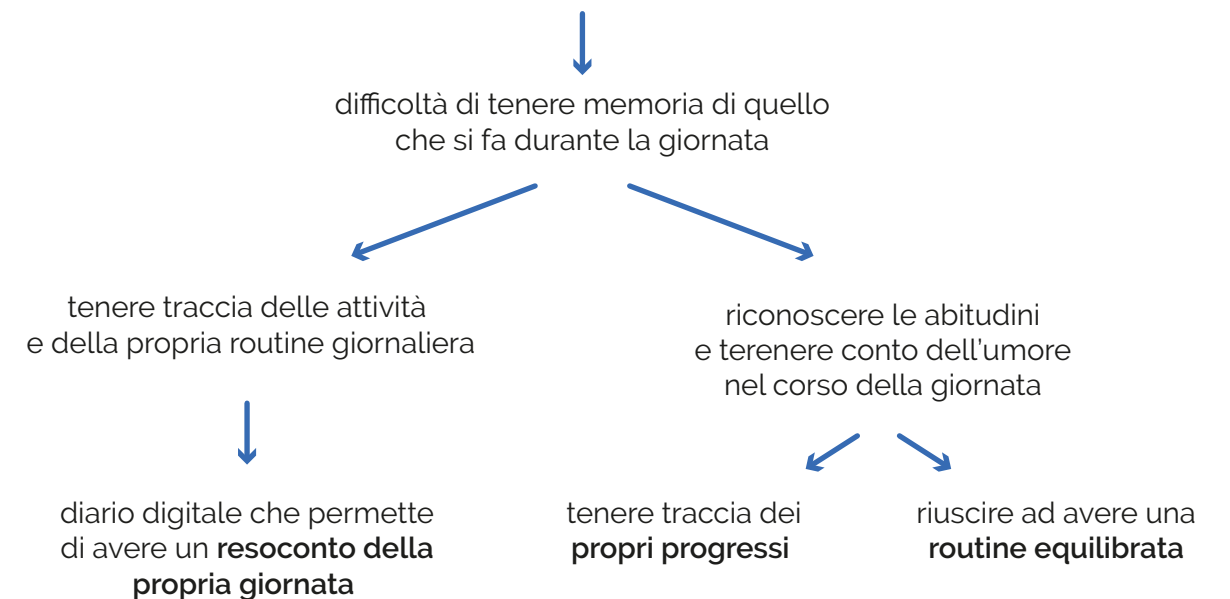 difficoltà di tenere memoria di quello
che si fa durante la giornata
tenere traccia delle attività
e della propria routine giornaliera
riconoscere le abitudini
e terenere conto dell'umore
nel corso della giornata
diario digitale che permette
di avere un resoconto della
propria giornata
tenere traccia dei
propri progressi
riuscire ad avere una
routine equilibrata